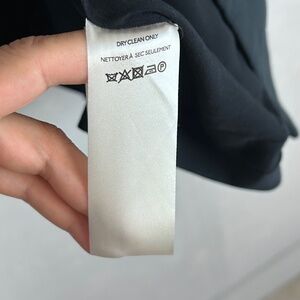 DRY CLEAN ONLY
NETTOYER À SEC SEULEMENT